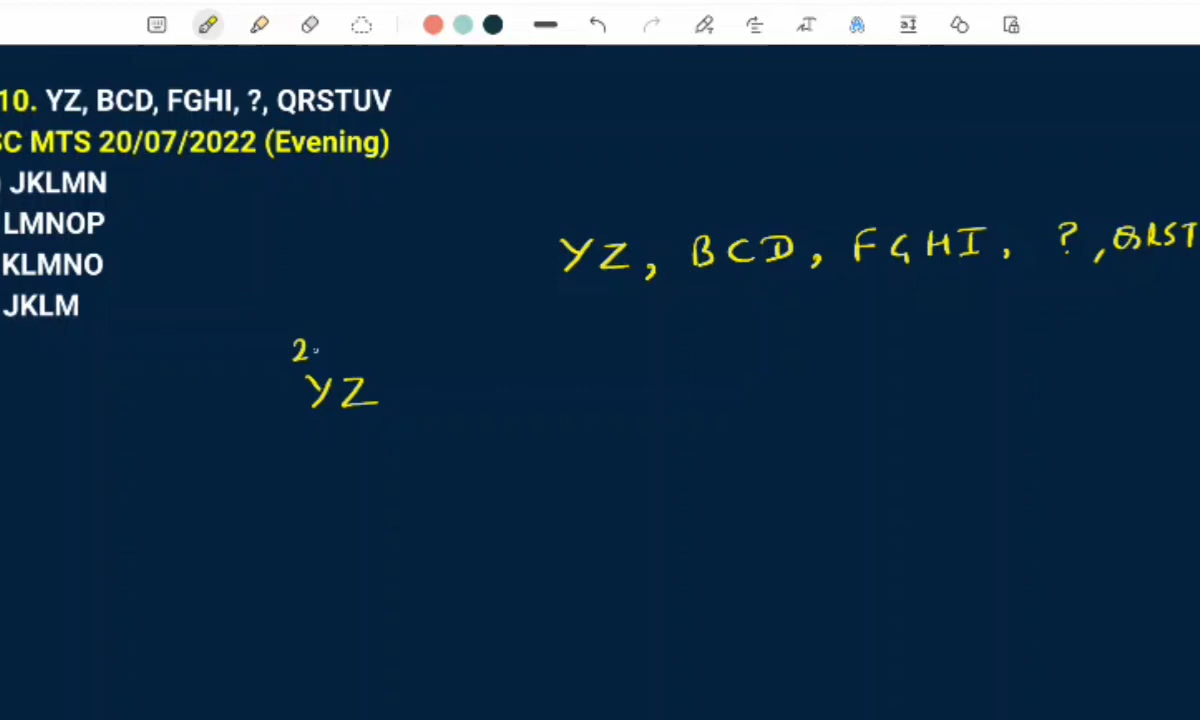 10. YZ, BCD, FGHI, ?, QRSTUV
SC MTS 20/07/2022 (Evening)
JKLMN
LMNOP
KLMNO
JKLM
YZ, BCD, FGHI, ?, QRST
2
YZ